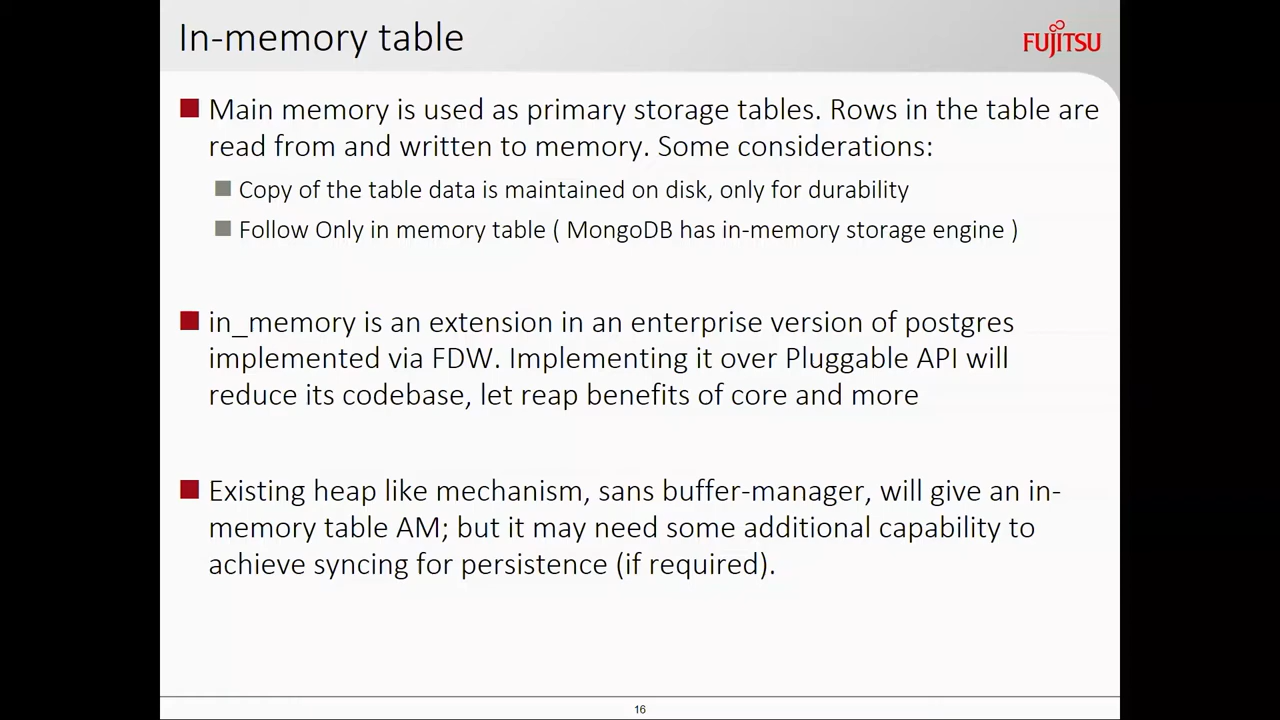 In-memory table
FUJITSU
Main memory is used as primary storage tables. Rows in the table are
read from and written to memory. Some considerations:
Copy of the table data is maintained on disk, only for durability
Follow Only in memory table ( MongoDB has in-memory storage engine )
in_memory is an extension in an enterprise version of postgres
implemented via FDW. Implementing it over Pluggable API will
reduce its codebase, let reap benefits of core and more
Existing heap like mechanism, sans buffer-manager, will give an in-
memory table AM; but it may need some additional capability to
achieve syncing for persistence (if required).
16